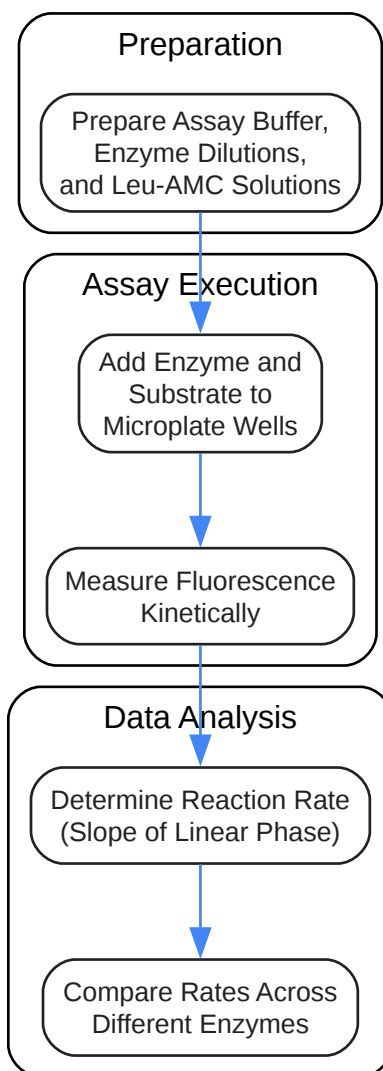 Preparation
Prepare Assay Buffer,
Enzyme Dilutions,
and Leu-AMC Solutions
Assay Execution
Add Enzyme and
Substrate to
Microplate Wells
Measure Fluorescence
Kinetically
Data Analysis
Determine Reaction Rate
(Slope of Linear Phase)
Compare Rates Across
Different Enzymes